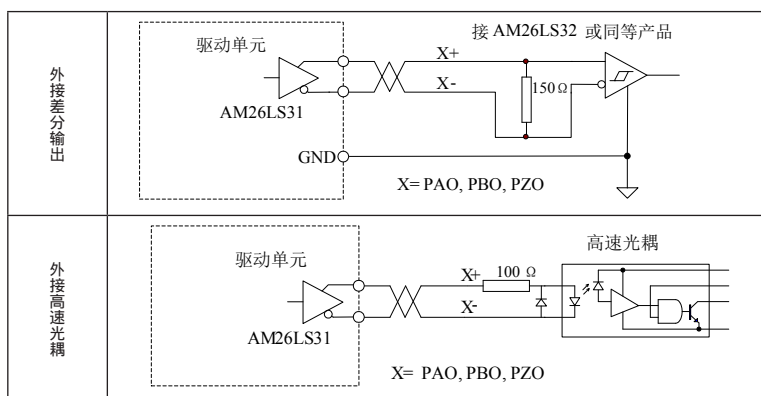 外接差分输出
驱动单元
AM26LS31
接 AM26LS32 或同等产品
X+
X-
150Ω
GND
X= PAO, PBO, PZO
外接高速光耦
驱动单元
AM26LS31
高速光耦
X+
100 Ω
X-
X= PAO, PBO, PZO